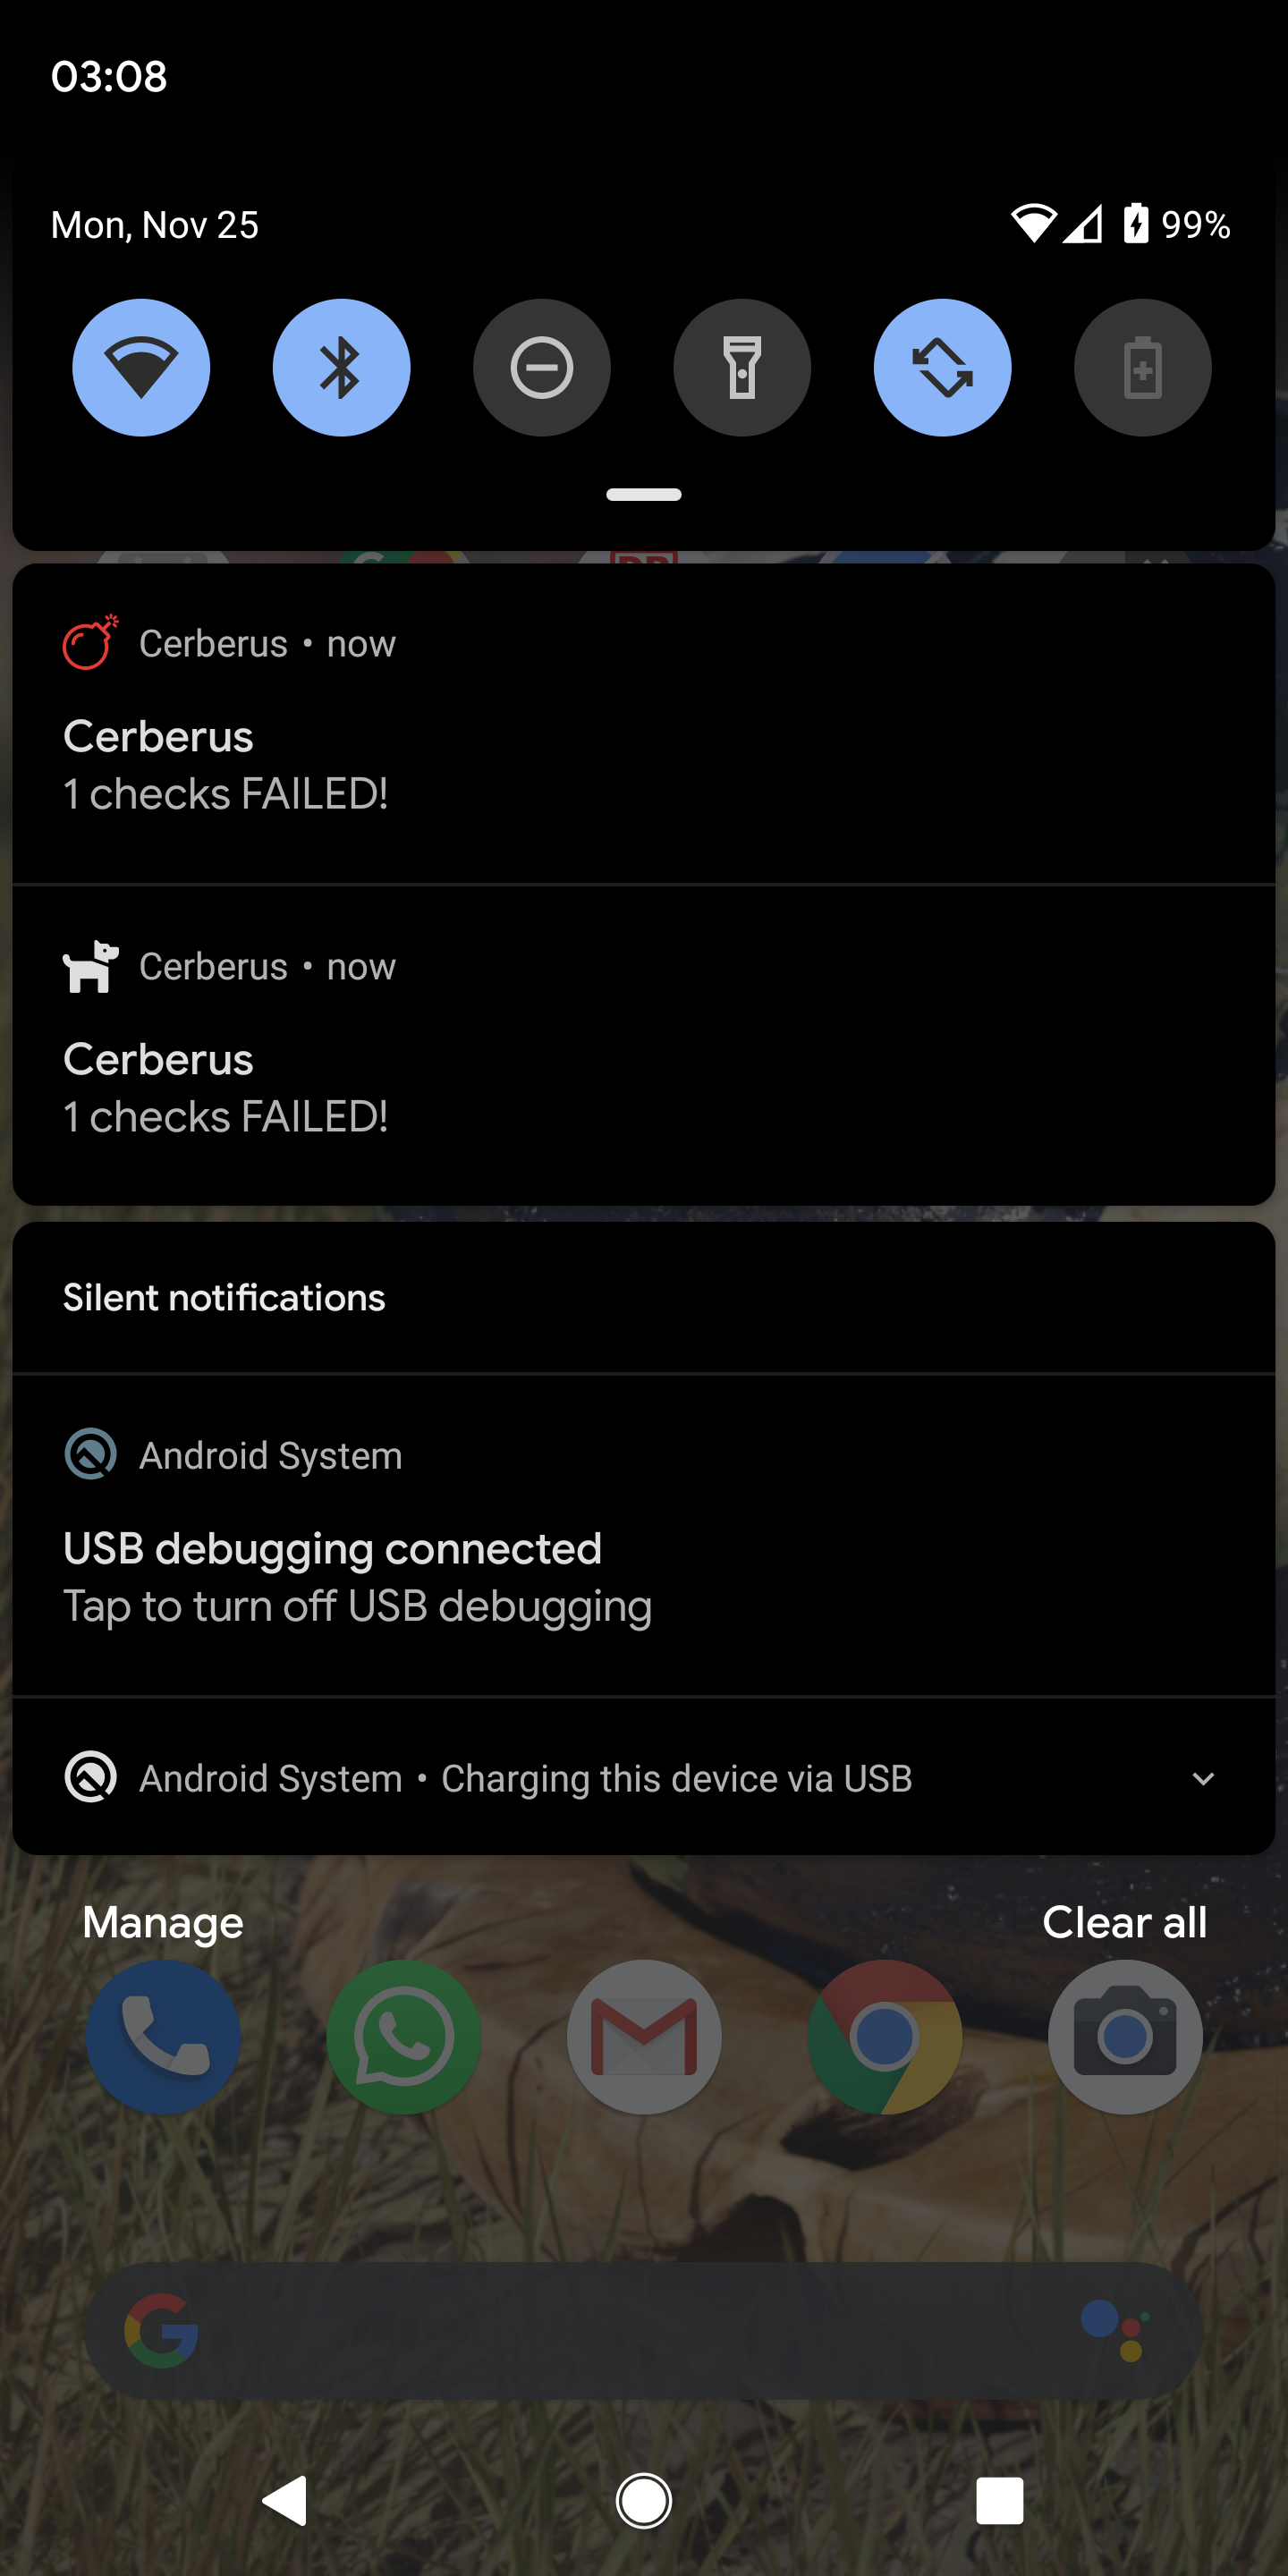 03:08
Mon, Nov 25
99%
Cerberus • now
Cerberus
1 checks FAILED!
Cerberus • now
Cerberus
1 checks FAILED!
Silent notifications
Android System
USB debugging connected
Tap to turn off USB debugging
Android System • Charging this device via USB
Manage
Clear all